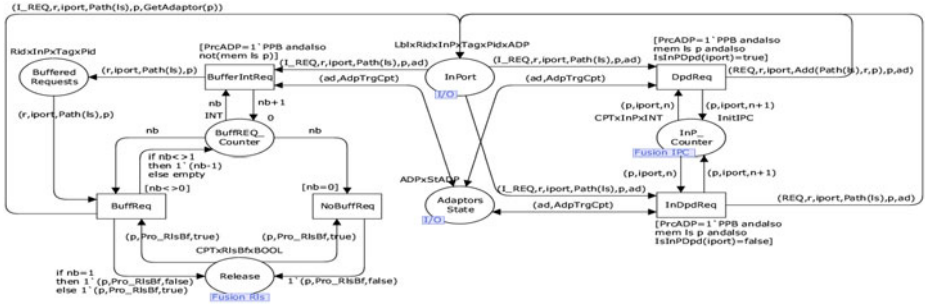 (I_REQ,r,iport,Path(ls),p,GetAdaptor(p))
RidxInPxTagxPid
[PrcADP=1`PPB andalso
not(mem ls p)]
LblxRidxInPxTagxPidxADP
[PrcADP=1`PPB andalso
mem ls p andalso
IsInPDpd(iport)=true]
Buffered
Requests
(r,iport,Path(ls),p)
BufferIntReq
(I_REQ,r,iport,Path(ls),p,ad)
InPort
I/O
(I_REQ,r,iport,Path(ls),p,ad)
DpdReq
(REQ,r,iport,Add(Path(ls),r,p),p,ad)
(ad,AdpTrgCpt)
(ad,AdpTrgCpt)
(r,iport,Path(ls),p)
nb
INT
nb+1
0
(p,iport,n)
(p,iport,n+1)
CPTxInPxINT
InitIPC
nb
BuffREQ_
Counter
nb
InP_
Counter
Fusion IPC
if nb<>1
then 1`(nb-1)
else empty
[nb<>0]
[nb=0]
(p,iport,n)
(p,iport,n+1)
ADPxStADP
(I_REQ,r,iport,Path(ls),p,ad)
BuffReq
NoBuffReq
Adaptors
State
I/O
(ad,AdpTrgCpt)
InDpdReq
(REQ,r,iport,Path(ls),p,ad)
(p,Pro_RlsBf,true)
(p,Pro_RlsBf,true)
CPTxRlsBfxBOOL
[PrcADP=1`PPB andalso
mem ls p andalso
IsInPDpd(iport)=false]
if nb=1
then 1`(p,Pro_RlsBf,false)
else 1`(p,Pro_RlsBf,true)
Release
Fusion Rls
1`(p,Pro_RlsBf,false)